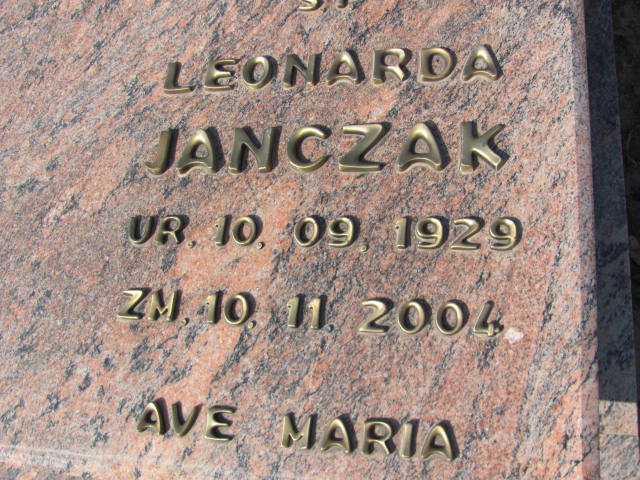 LEONARDA
JANCZAK
UR. 10. 09. 1929
ZM. 10. 11. 2004
AVE MARIA